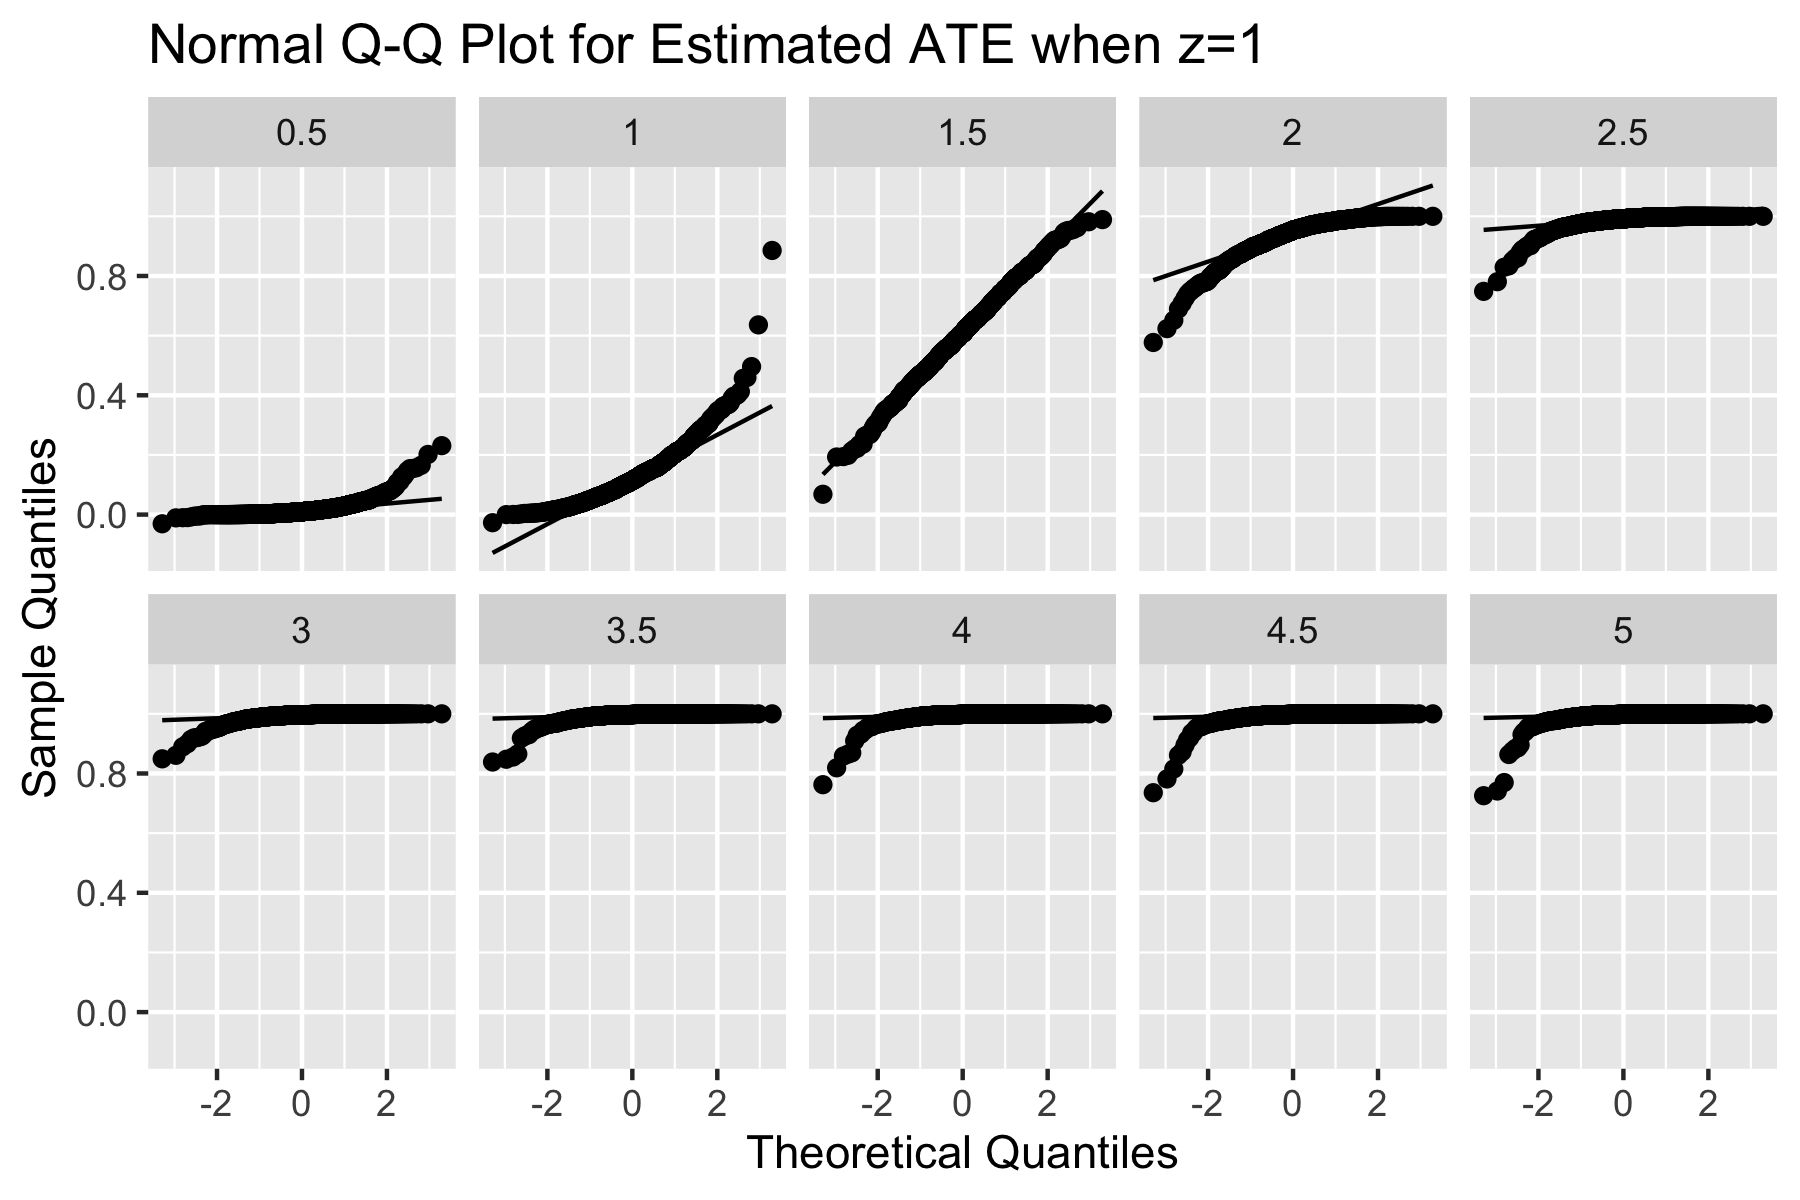 Normal Q-Q Plot for Estimated ATE when z=1
0.5 1 1.5 2 2.5
0.8
0.4
0.0
3 3.5 4 4.5 5
0.8
0.4
0.0
Sample Quantiles
-2 0 2 -2 0 2 -2 0 2 -2 0 2 -2 0 2
Theoretical Quantiles